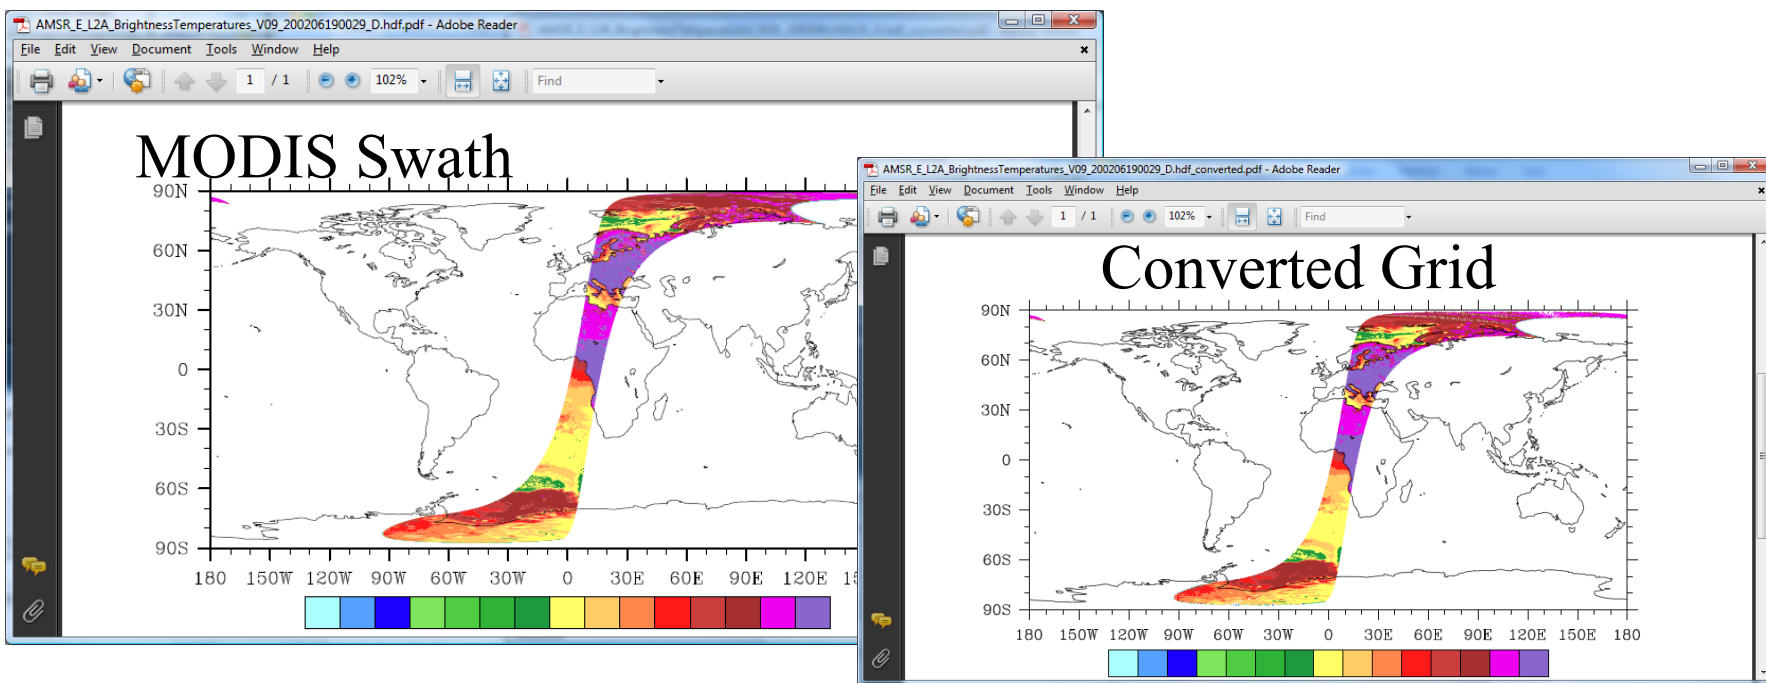 AMSR_E_L2A_BrightnessTemperatures_V09_200206190029_D.hdf.pdf - Adobe Reader
File Edit View Document Tools Window Help
1 / 1 102% Find
MODIS Swath
90N
60N
30N
0
30S
60S
90S
180 150W 120W 90W 60W 30W 0 30E 60E 90E 120E 15
AMSR_E_L2A_BrightnessTemperatures_V09_200206190029_D.hdf_converted.pdf - Adobe Reader
File Edit View Document Tools Window Help
1 / 1 102% Find
Converted Grid
90N
60N
30N
0
30S
60S
90S
180 150W 120W 90W 60W 30W 0 30E 60E 90E 120E 150E 180